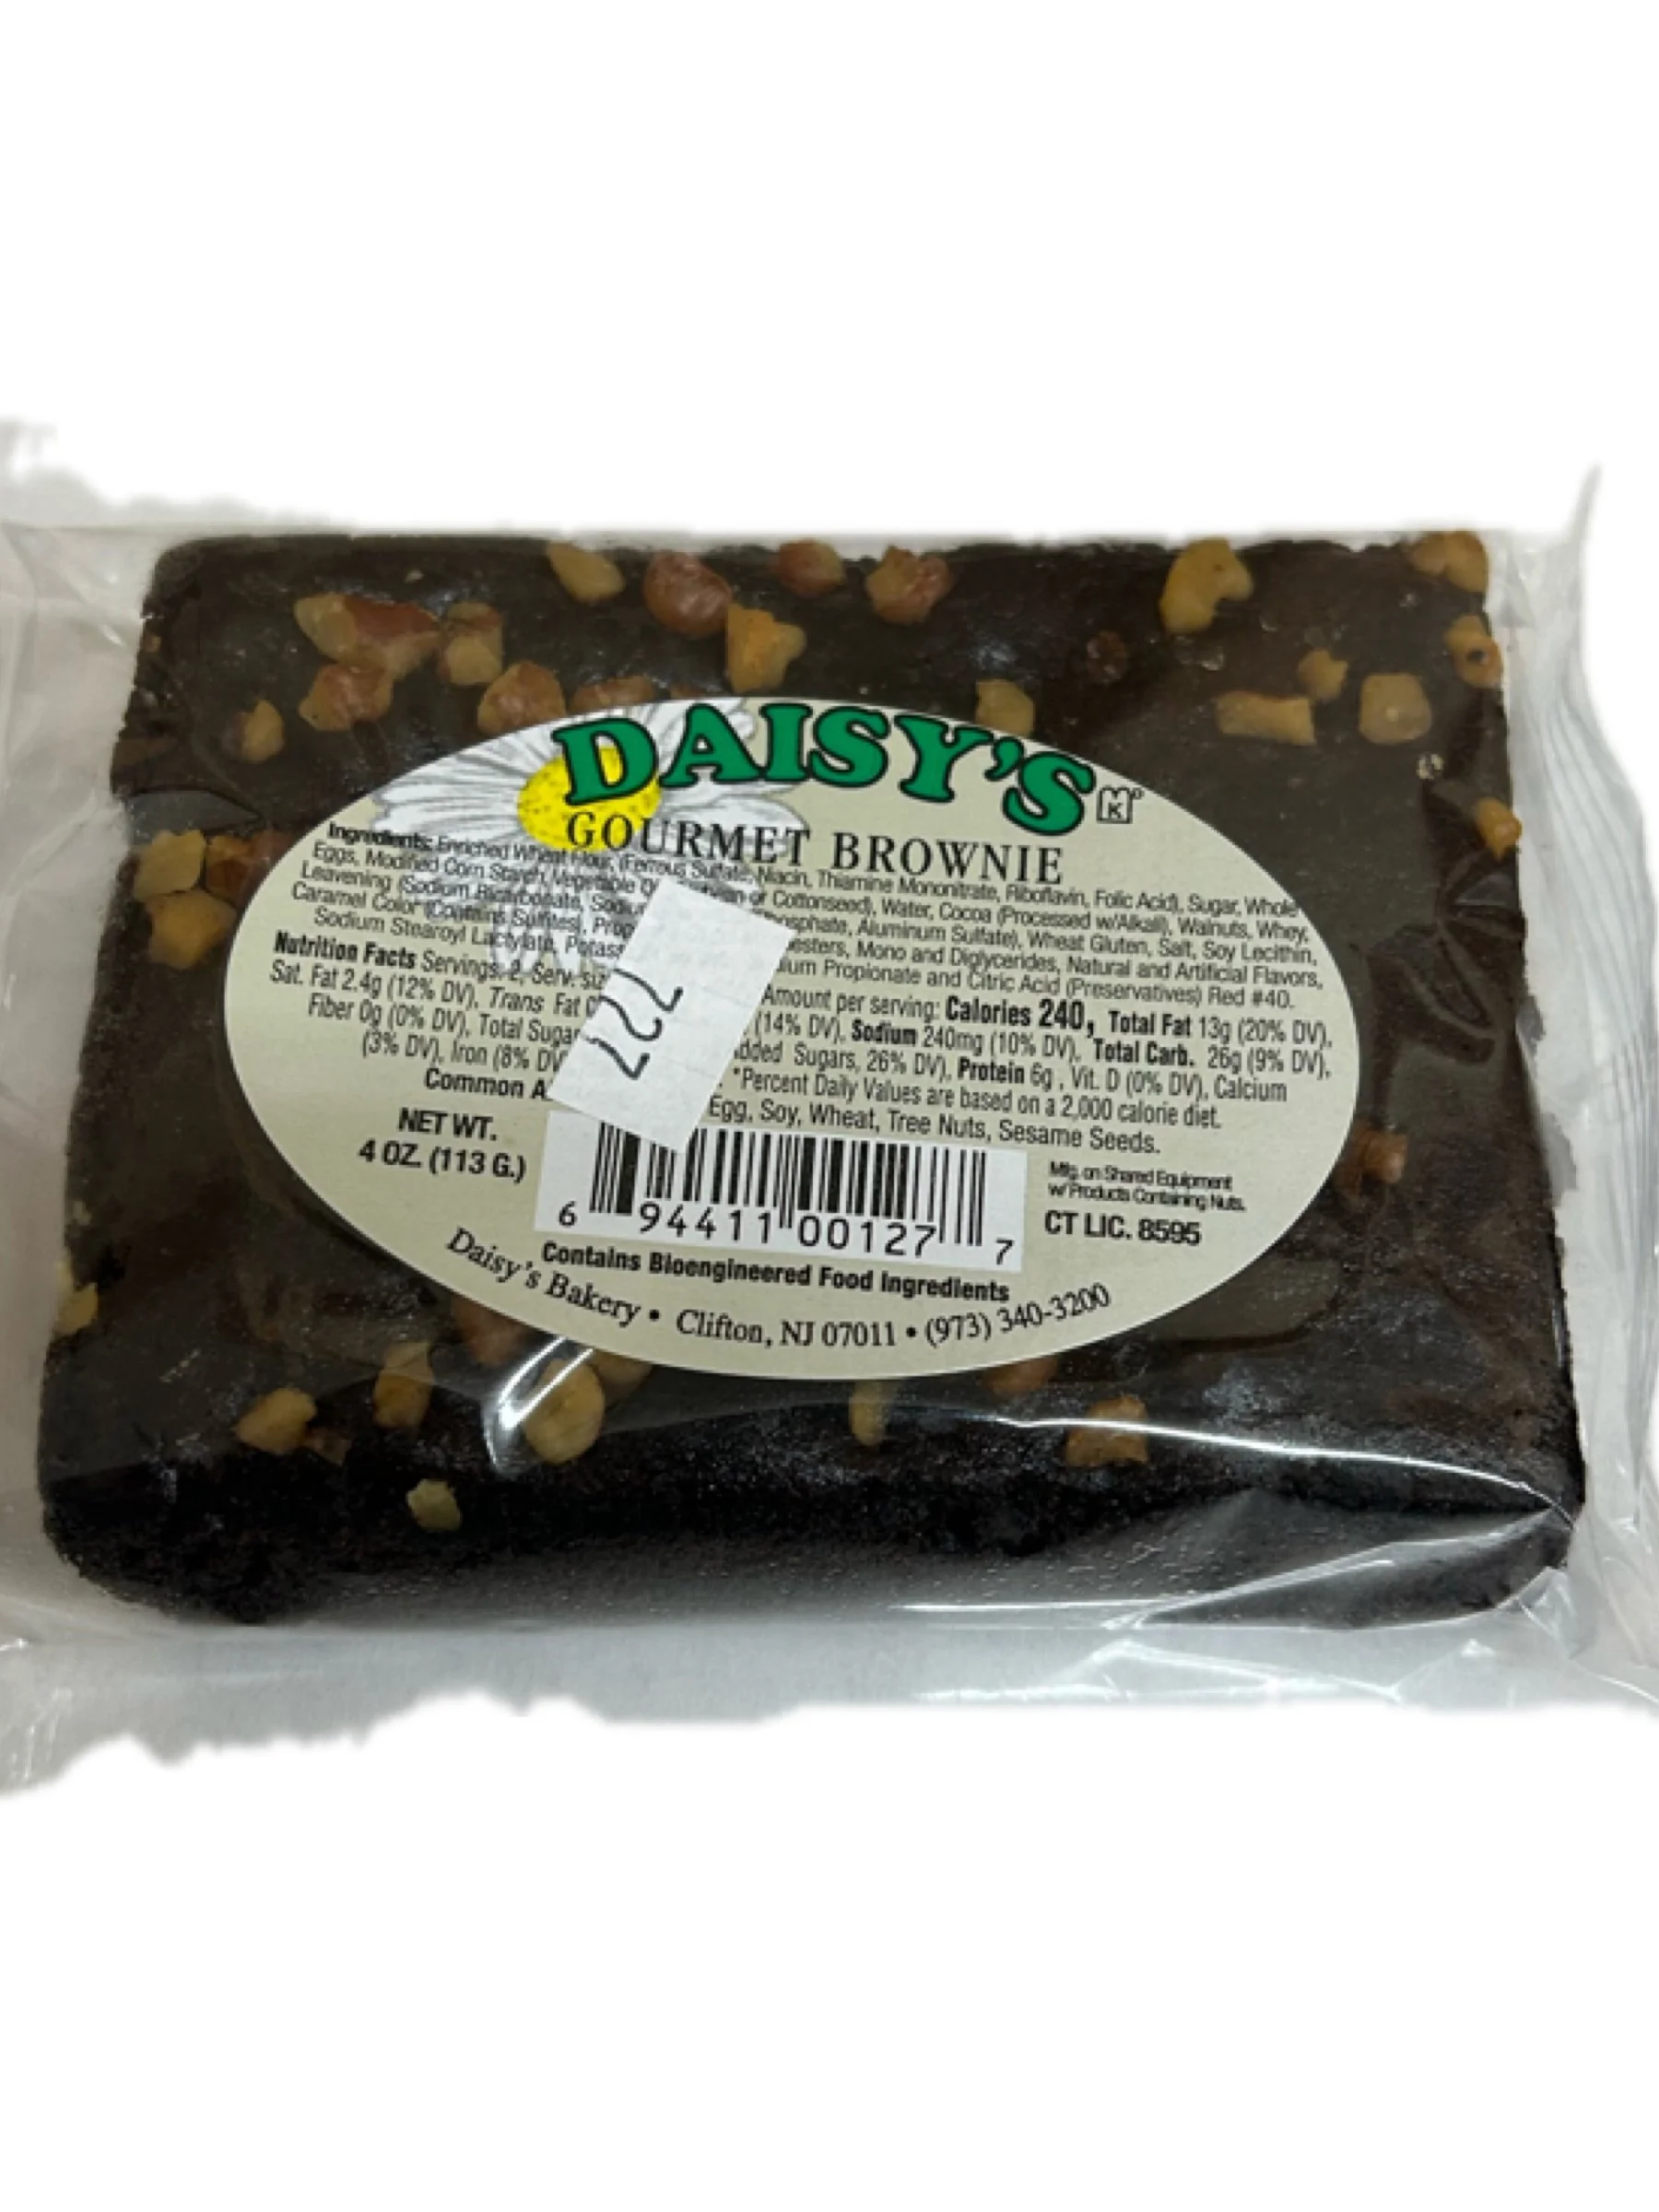 DAISY'S
K D
GOURMET BROWNIE
Ingredients: Enriched Wheat Flour, (Ferrous Sulfate, Niacin, Thiamine Mononitrate, Riboflavin, Folic Acid), Sugar, Whole
Eggs, Modified Corn Starch, Vegetable or Cottonseed), Water, Cocoa (Processed w/Alkali), Walnuts, Whey,
Leavening (Sodium Bicarbonate, Aluminum Sulfate), Wheat Gluten, Salt, Soy Lecithin,
Caramel Color (Contains Sulfites), Mono and Diglycerides, Natural and Artificial Flavors,
Sodium Stearoyl Lactylate, Propionate and Citric Acid (Preservatives) Red #40.
Nutrition Facts Servings: 2, Serv. Amount per serving: Calories 240, Total Fat 13g (20% DV),
Sat. Fat 2.4g (12% DV), Trans Fat (14% DV), Sodium 240mg (10% DV), Total Carb. 26g (9% DV),
Fiber 0g (0% DV), Total Sugars, 26% DV), Protein 6g, Vit. D (0% DV), Calcium
(3% DV), Iron (8% *Percent Daily Values are based on a 2,000 calorie diet.
Common Egg, Soy, Wheat, Tree Nuts, Sesame Seeds.
222
NET WT.
4 OZ. (113 G.)
6 94411 00127 7
Mfg. on Shared Equipment
w/ Products Containing Nuts.
CT LIC. 8595
Contains Bioengineered Food Ingredients
Daisy's Bakery • Clifton, NJ 07011 • (973) 340-3200